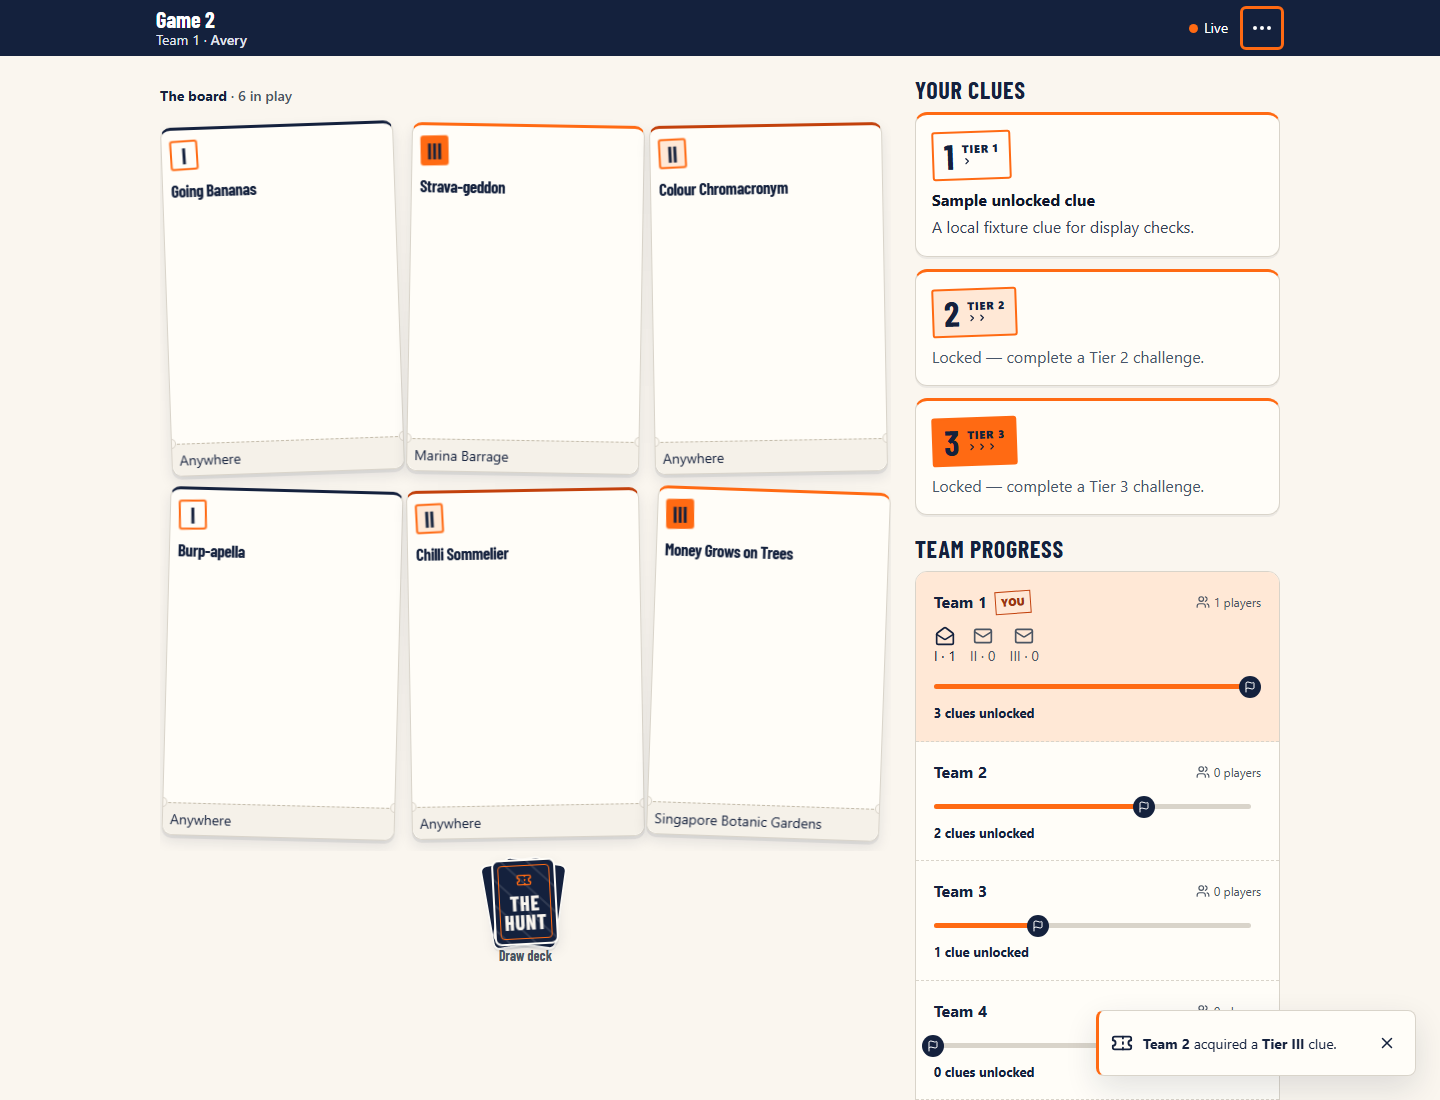 Game 2
Team 1 · Avery
Live
The board · 6 in play
I
Going Bananas
Anywhere
III
Strava-geddon
Marina Barrage
II
Colour Chromacronym
Anywhere
I
Burp-apella
Anywhere
II
Chilli Sommelier
Anywhere
III
Money Grows on Trees
Singapore Botanic Gardens
THE
HUNT
Draw deck
YOUR CLUES
1 TIER 1
Sample unlocked clue
A local fixture clue for display checks.
2 TIER 2
Locked — complete a Tier 2 challenge.
3 TIER 3
Locked — complete a Tier 3 challenge.
TEAM PROGRESS
Team 1 YOU 1 players
I · 1 II · 0 III · 0
3 clues unlocked
Team 2 0 players
2 clues unlocked
Team 3 0 players
1 clue unlocked
Team 4
0 clues unlocked
Team 2 acquired a Tier III clue.